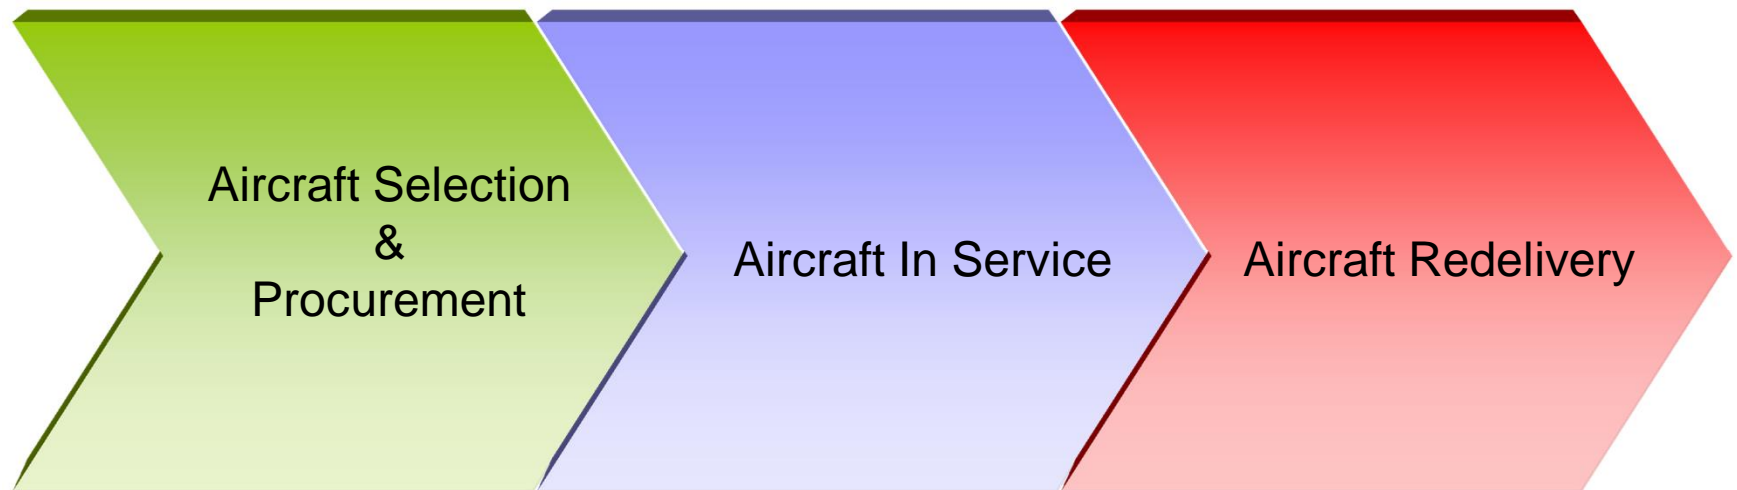 Aircraft Selection
&
Procurement
Aircraft In Service
Aircraft Redelivery